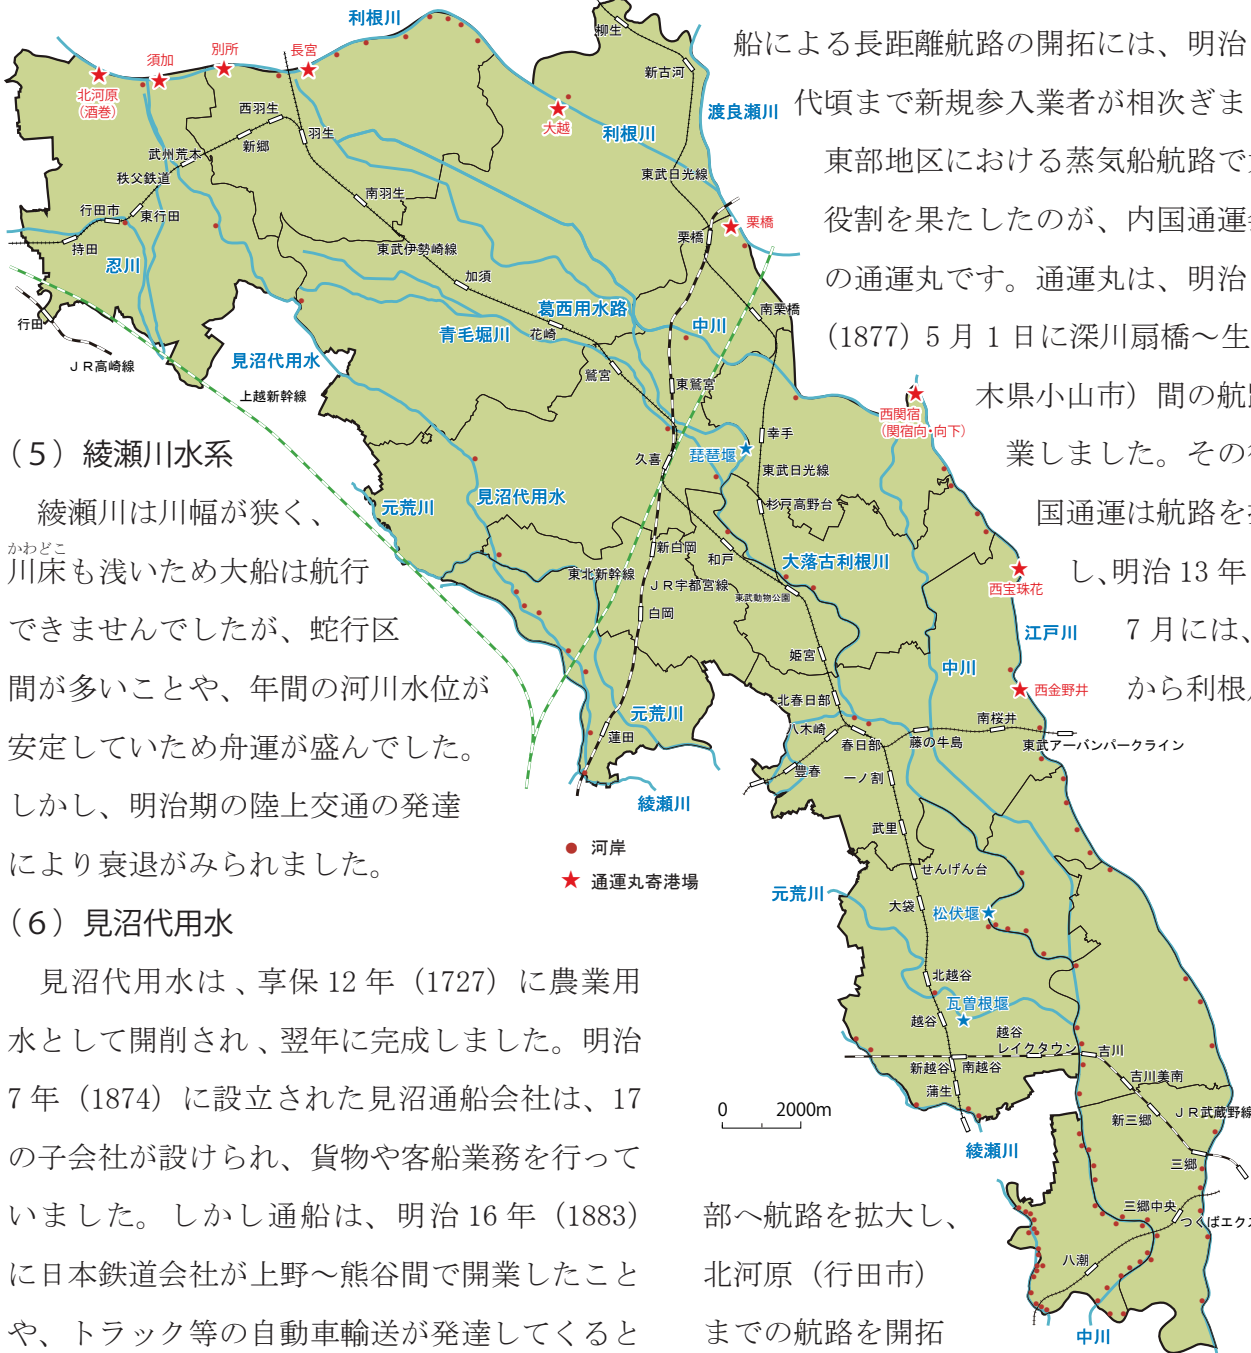 船による長距離航路の開拓には、明治
代頃まで新規参入業者が相次ぎま
東部地区における蒸気船航路で
役割を果たしたのが、内国通運
の通運丸です。通運丸は、明治
(1877) 5 月 1 日に深川扇橋～生
木県小山市）間の航
業しました。その
国通運は航路を
し、明治 13 年
7 月には、
から利根
（5）綾瀬川水系
綾瀬川は川幅が狭く、
かわどこ
川床も浅いため大船は航行
できませんでしたが、蛇行区
間が多いことや、年間の河川水位が
安定していため舟運が盛んでした。
しかし、明治期の陸上交通の発達
により衰退がみられました。
（6）見沼代用水
見沼代用水は 、享保 12 年（1727）に農業用
水として開削され 、翌年に完成しました。明治
7 年（1874）に設立された見沼通船会社は、17
の子会社が設けられ、貨物や客船業務を行って
いました。しかし通船は、明治 16 年（1883）
に日本鉄道会社が上野～熊谷間で開業したこと
や、トラック等の自動車輸送が発達してくると
部へ航路を拡大し、
北河原（行田市）
までの航路を開拓
利根川
柳生
新古河
渡良瀬川
須加
別所
長宮
北河原
（酒巻）
大越
利根川
西羽生
羽生
新郷
武州荒木
秩父鉄道
南羽生
東武日光線
行田市
東行田
持田
忍川
東武伊勢崎線
加須
栗橋
栗橋
南栗橋
葛西用水路
中川
青毛堀川
花崎
行田
ＪＲ高崎線
見沼代用水
上越新幹線
鷲宮
東鷲宮
西関宿
（関宿向・向下）
幸手
琵琶堰
久喜
東武日光線
元荒川
見沼代用水
杉戸高野台
新白岡
和戸
大落古利根川
東北新幹線
ＪＲ宇都宮線
東武動物公園
西宝珠花
白岡
江戸川
姫宮
中川
北春日部
西金野井
元荒川
蓮田
八木崎
春日部
藤の牛島
南桜井
東武アーバンパークライン
豊春
一ノ割
綾瀬川
武里
河岸
通運丸寄港場
せんげん台
元荒川
大袋
松伏堰
北越谷
瓦曽根堰
越谷
越谷
レイクタウン
吉川
新越谷
南越谷
吉川美南
蒲生
0 2000m
新三郷
ＪＲ武蔵野線
綾瀬川
三郷
三郷中央
つくばエクス
八潮
中川